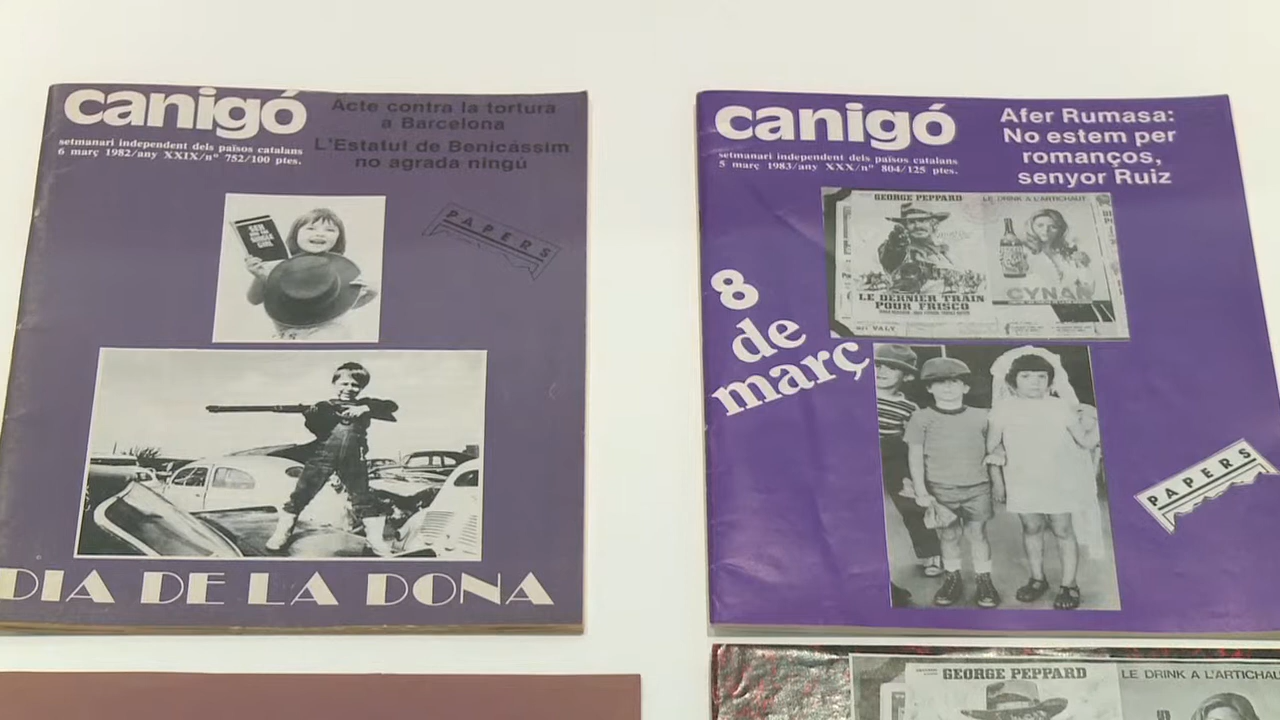 canigó
setmanari independent dels països catalans
6 març 1982/any XXIX/nº 752/100 ptes.
Acte contra la tortura
a Barcelona
L'Estatut de Benicàssim
no agrada ningú
PAPERS
DIA DE LA DONA
canigó
setmanari independent dels països catalans
5 març 1983/any XXX/nº 804/125 ptes.
Afer Rumasa:
No estem per
romanços,
senyor Ruiz
GEORGE PEPPARD
LE DRINK A L'ARTICHAUT
LE DERNIER TRAIN
POUR FRISCO
CYNAR
VALY
8
de
març
PAPERS
GEORGE PEPPARD
LE DRINK A L'ARTICHAU